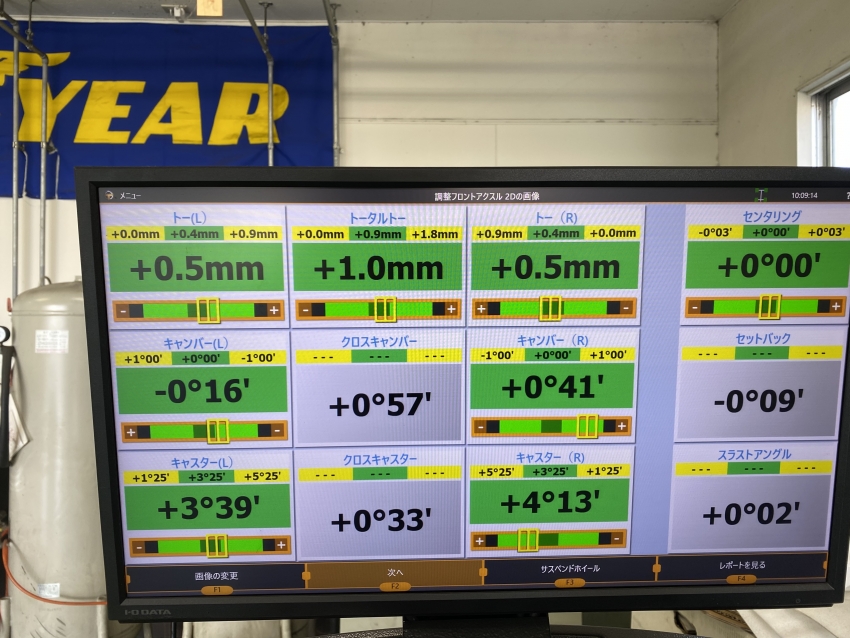 YEAR
メニュー
調整フロントアクスル 2Dの画像
10:09:14
?
トー(L)
+0.0mm +0.4mm +0.9mm
+0.5mm
- +
トータルトー
+0.0mm +0.9mm +1.8mm
+1.0mm
- +
トー (R)
+0.9mm +0.4mm +0.0mm
+0.5mm
+ -
センタリング
-0°03' +0°00' +0°03'
+0°00'
- +
キャンバー(L)
+1°00' +0°00' -1°00'
-0°16'
+ -
クロスキャンバー
--- --- ---
+0°57'
キャンバー (R)
-1°00' +0°00' +1°00'
+0°41'
- +
セットバック
--- --- ---
-0°09'
キャスター(L)
+1°25' +3°25' +5°25'
+3°39'
- +
クロスキャスター
--- --- ---
+0°33'
キャスター (R)
+5°25' +3°25' +1°25'
+4°13'
+ -
スラストアングル
--- --- ---
+0°02'
画像の変更
F1
次へ
F2
サスペンドホイール
F3
レポートを見る
F4
I-O DATA